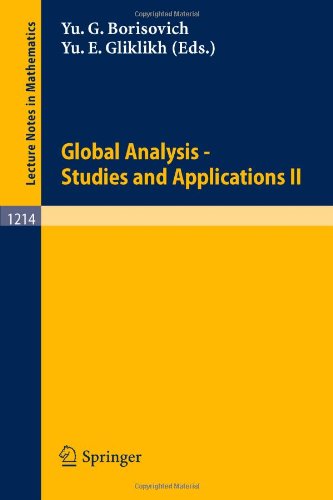 Yu. G. Borisovich
Yu. E. Gliklikh (Eds.)
Lecture Notes in Mathematics
Global Analysis -
Studies and Applications II
1214
Springer